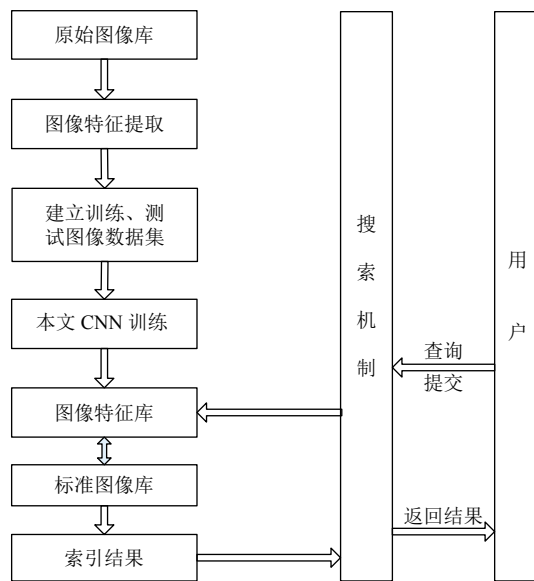 原始图像库
图像特征提取
建立训练、测
试图像数据集
本文 CNN 训练
图像特征库
标准图像库
索引结果
搜
索
机
制
查询
提交
返回结果
用
户